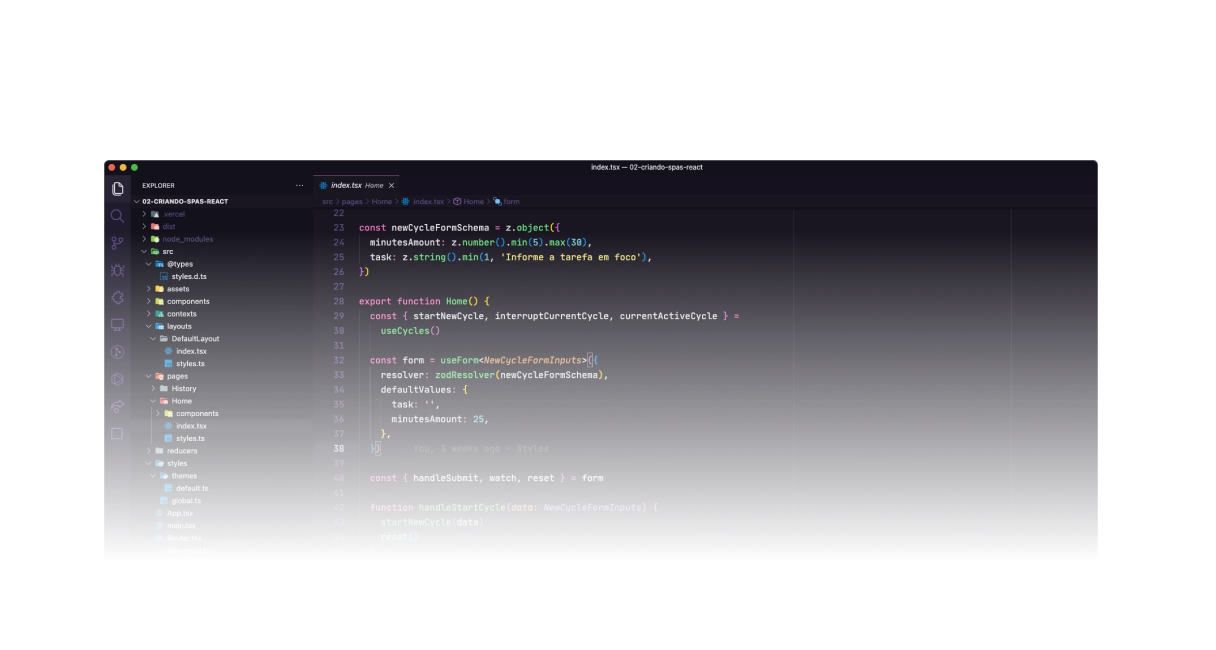 index.tsx — 02-criando-spas-react
EXPLORER
02-CRIANDO-SPAS-REACT
.vercel
dist
node_modules
src
@types
styles.d.ts
assets
components
contexts
layouts
DefaultLayout
index.tsx
styles.ts
pages
History
Home
components
index.tsx
styles.ts
reducers
styles
themes
default.ts
global.ts
App.tsx
main.tsx
Router.tsx
index.tsx Home
src > pages > Home > index.tsx > Home > form
22
23 const newCycleFormSchema = z.object({
24 minutesAmount: z.number().min(5).max(30),
25 task: z.string().min(1, 'Informe a tarefa em foco'),
26 })
27
28 export function Home() {
29 const { startNewCycle, interruptCurrentCycle, currentActiveCycle } =
30 useCycles()
31
32 const form = useForm<NewCycleFormInputs>({
33 resolver: zodResolver(newCycleFormSchema),
34 defaultValues: {
35 task: '',
36 minutesAmount: 25,
37 },
38 }) You, 3 weeks ago • Styles
39
40 const { handleSubmit, watch, reset } = form
41
42 function handleStartCycle(data: NewCycleFormInputs) {
43 startNewCycle(data)
44 reset()